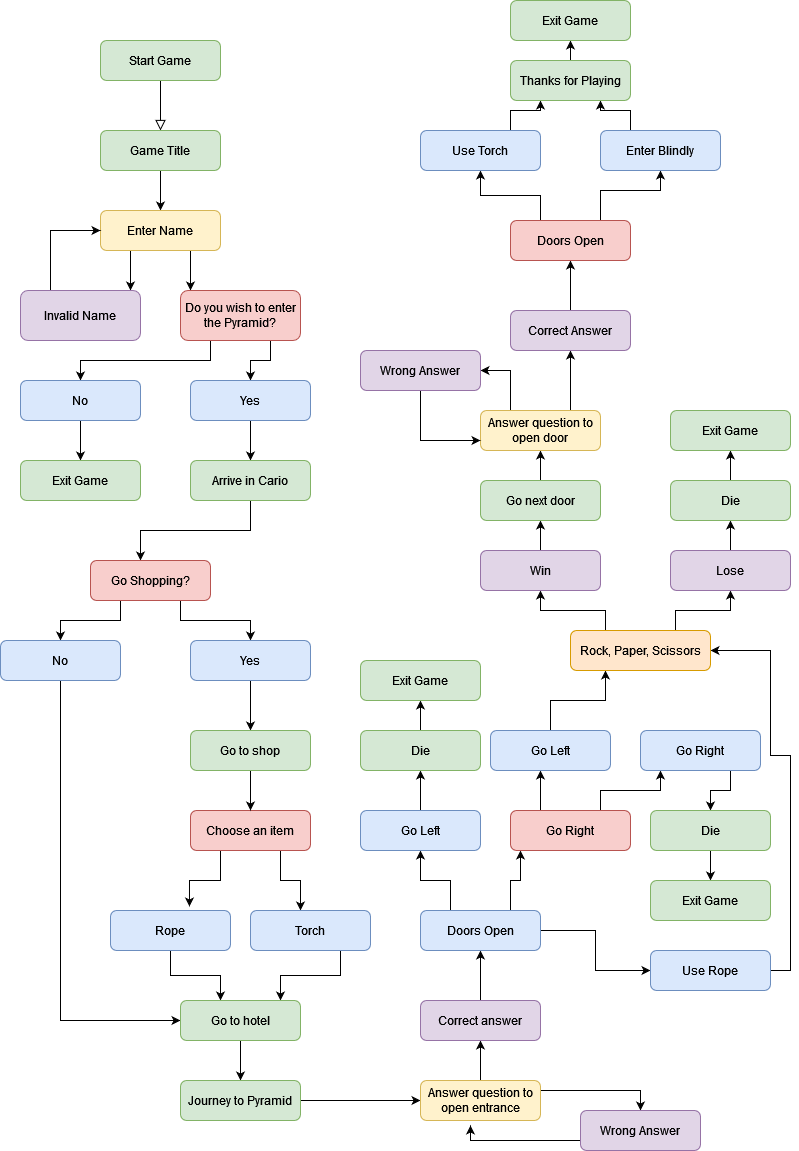 Start Game
Game Title
Enter Name
Invalid Name
Do you wish to enter
the Pyramid?
No
Yes
Exit Game
Arrive in Cario
Go Shopping?
No
Yes
Go to shop
Choose an item
Rope
Torch
Go to hotel
Journey to Pyramid
Exit Game
Thanks for Playing
Use Torch
Enter Blindly
Doors Open
Correct Answer
Wrong Answer
Answer question to
open door
Exit Game
Go next door
Die
Win
Lose
Rock, Paper, Scissors
Exit Game
Die
Go Left
Go Right
Go Left
Go Right
Die
Exit Game
Doors Open
Use Rope
Correct answer
Answer question to
open entrance
Wrong Answer